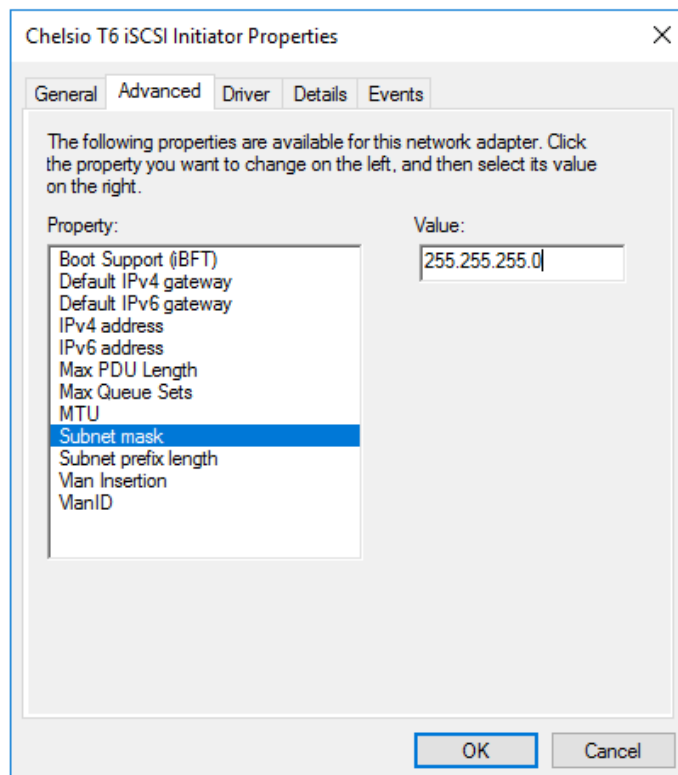 Chelsio T6 iSCSI Initiator Properties
General Advanced Driver Details Events
The following properties are available for this network adapter. Click
the property you want to change on the left, and then select its value
on the right.
Property:
Value:
Boot Support (iBFT)
Default IPv4 gateway
Default IPv6 gateway
IPv4 address
IPv6 address
Max PDU Length
Max Queue Sets
MTU
Subnet mask
Subnet prefix length
Vlan Insertion
VlanID
255.255.255.0
OK Cancel